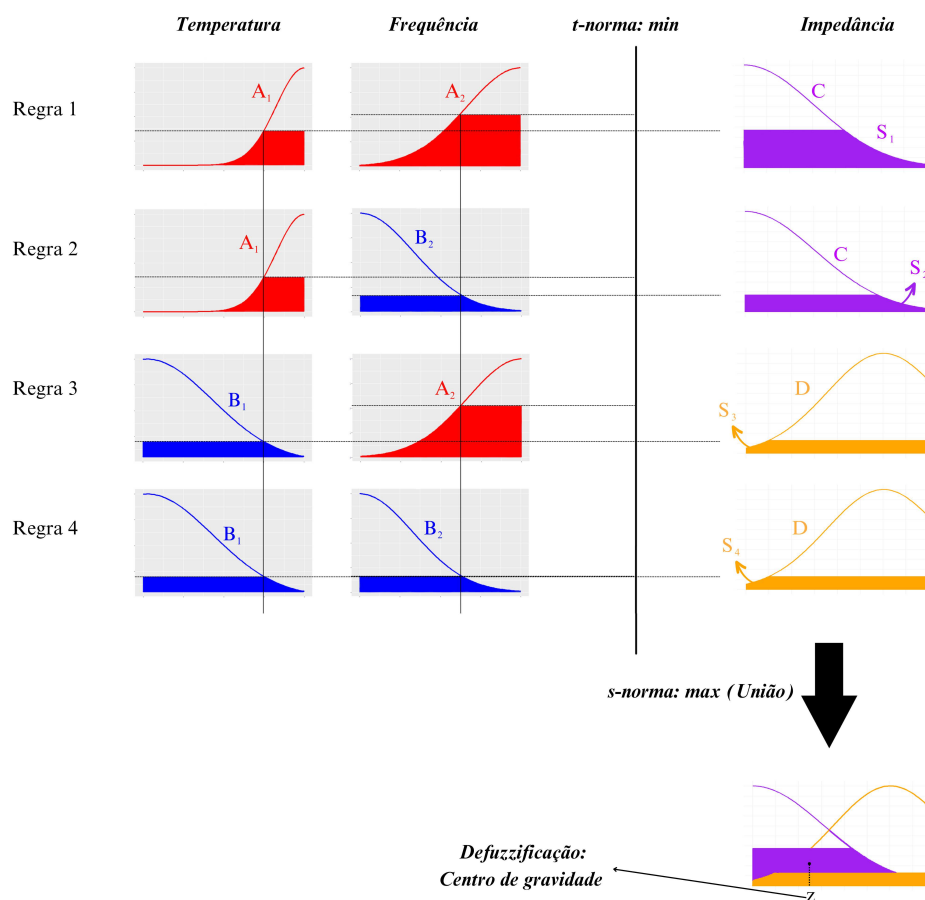 Temperatura Frequência t-norma: min Impedância
Regra 1 A₁ A₂ C S₁
Regra 2 A₁ B₂ C S₂
Regra 3 B₁ A₂ D S₃
Regra 4 B₁ B₂ D S₄
s-norma: max (União)
Defuzzificação:
Centro de gravidade
z